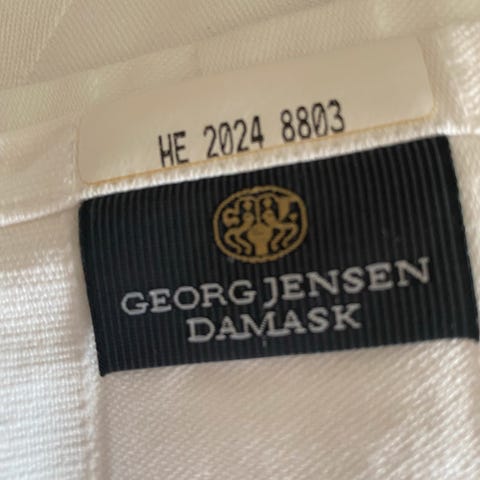 HE 2024 8803
GEORG JENSEN
DAMASK